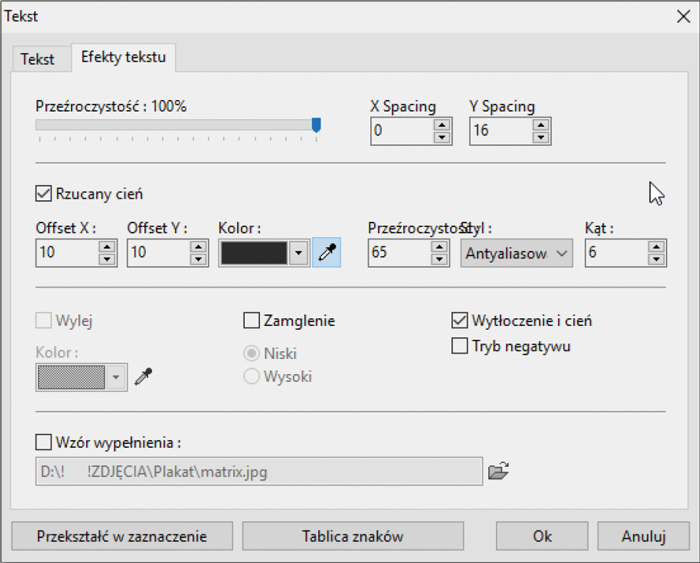 Tekst
Tekst
Efekty tekstu
Przeźroczystość : 100%
X Spacing
Y Spacing
0
16
Rzucany cień
Offset X :
Offset Y :
Kolor :
Przeźroczystość :
Styl :
Kąt :
10
10
65
Antyaliasow
6
Wylej
Zamglenie
Wytłoczenie i cień
Kolor :
Niski
Tryb negatywu
Wysoki
Wzór wypełnienia :
D:\! !ZDJĘCIA\Plakat\matrix.jpg
Przekształć w zaznaczenie
Tablica znaków
Ok
Anuluj